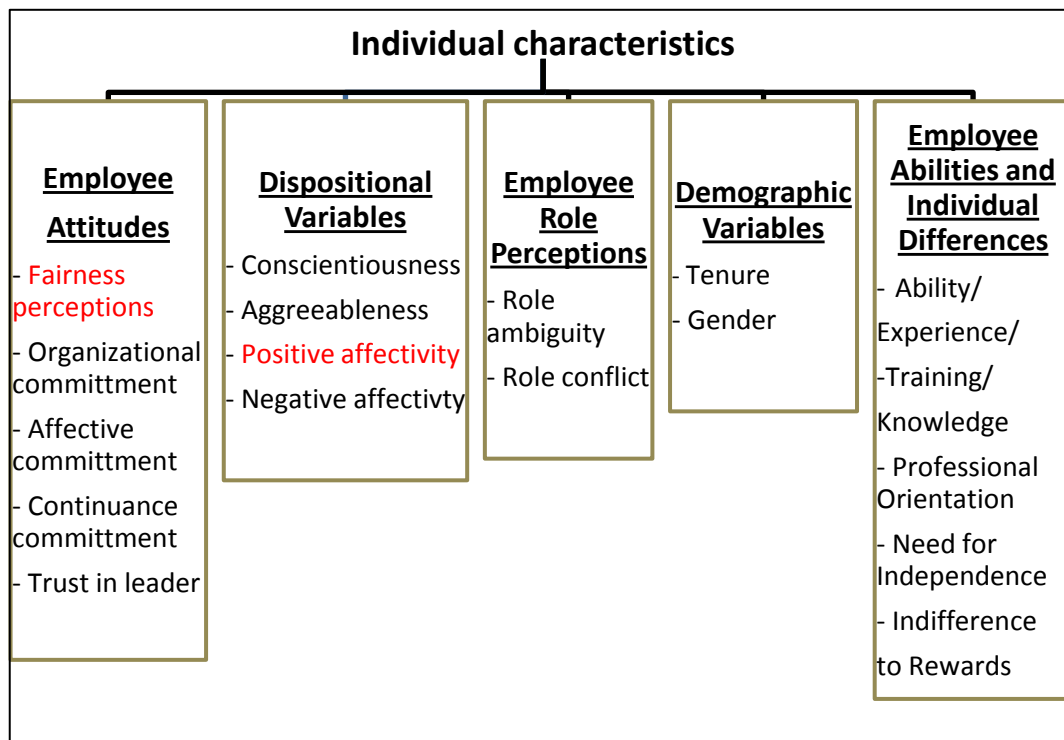 Individual characteristics
Employee
Attitudes
- Fairness
perceptions
- Organizational
committment
- Affective
committment
- Continuance
committment
- Trust in leader
Dispositional
Variables
- Conscientiousness
- Aggreeableness
- Positive affectivity
- Negative affectivty
Employee
Role
Perceptions
- Role
ambiguity
- Role conflict
Demographic
Variables
- Tenure
- Gender
Employee
Abilities and
Individual
Differences
- Ability/
Experience/
-Training/
Knowledge
- Professional
Orientation
- Need for
Independence
- Indifference
to Rewards